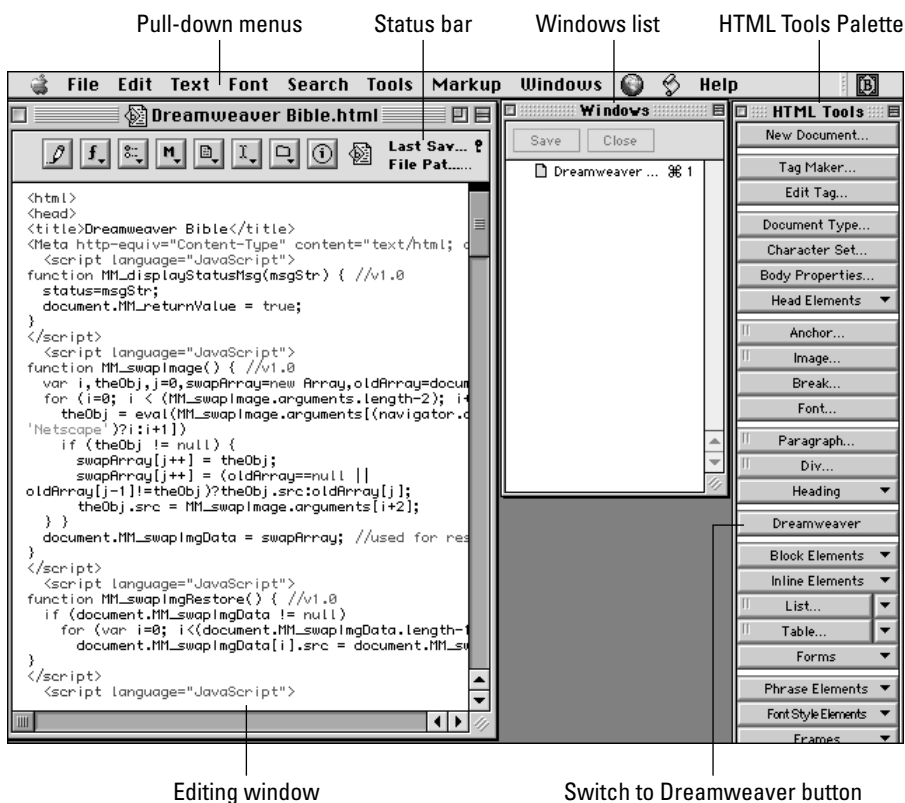 Pull-down menus Status bar Windows list HTML Tools Palette
File Edit Text Font Search Tools Markup Windows Help
Dreamweaver Bible.html
Last Sav... ?
File Pat......
<html>
<head>
<title>Dreamweaver Bible</title>
<Meta http-equiv="Content-Type" content="text/html; c
<script language="JavaScript">
function MM_displayStatusMsg(msgStr) { //v1.0
status=msgStr;
document.MM_returnValue = true;
}
</script>
<script language="JavaScript">
function MM_swapImage() { //v1.0
var i,theObj,j=0,swapArray=new Array,oldArray=docum
for (i=0; i < (MM_swapImage.arguments.length-2); i+
theObj = eval(MM_swapImage.arguments[(navigator.c
'Netscape')?i:i+1])
if (theObj != null) {
swapArray[j++] = theObj;
swapArray[j++] = (oldArray==null ||
oldArray[j-1]!=theObj)?theObj.src:oldArray[j];
theObj.src = MM_swapImage.arguments[i+2];
} }
document.MM_swapImgData = swapArray; //used for res
}
</script>
<script language="JavaScript">
function MM_swapImgRestore() { //v1.0
if (document.MM_swapImgData != null)
for (var i=0; i<(document.MM_swapImgData.length-1
document.MM_swapImgData[i].src = document.MM_sw
}
</script>
<script language="JavaScript">
Windows
Save Close
Dreamweaver ... ⌘ 1
HTML Tools
New Document...
Tag Maker...
Edit Tag...
Document Type...
Character Set...
Body Properties...
Head Elements
Anchor...
Image...
Break...
Font...
Paragraph...
Div...
Heading
Dreamweaver
Block Elements
Inline Elements
List...
Table...
Forms
Phrase Elements
Font Style Elements
Frames
Editing window Switch to Dreamweaver button